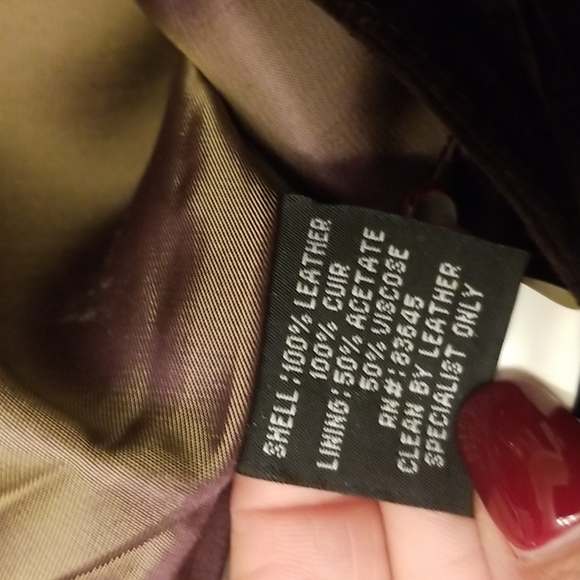 SHELL:100% LEATHER
100% CUIR
LINING:50% ACETATE
50% VISCOSE
RN#:83645
CLEAN BY LEATHER
SPECIALIST ONLY